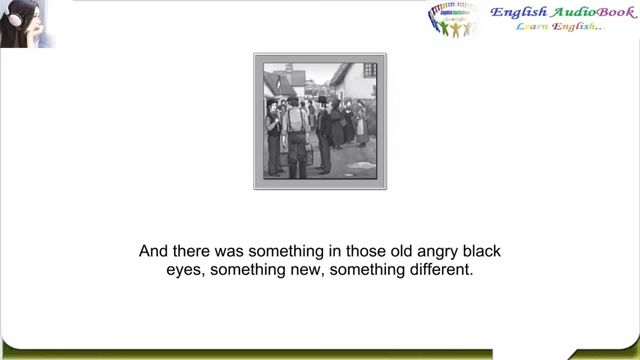 English AudioBook
Learn English...
And there was something in those old angry black
eyes, something new, something different.